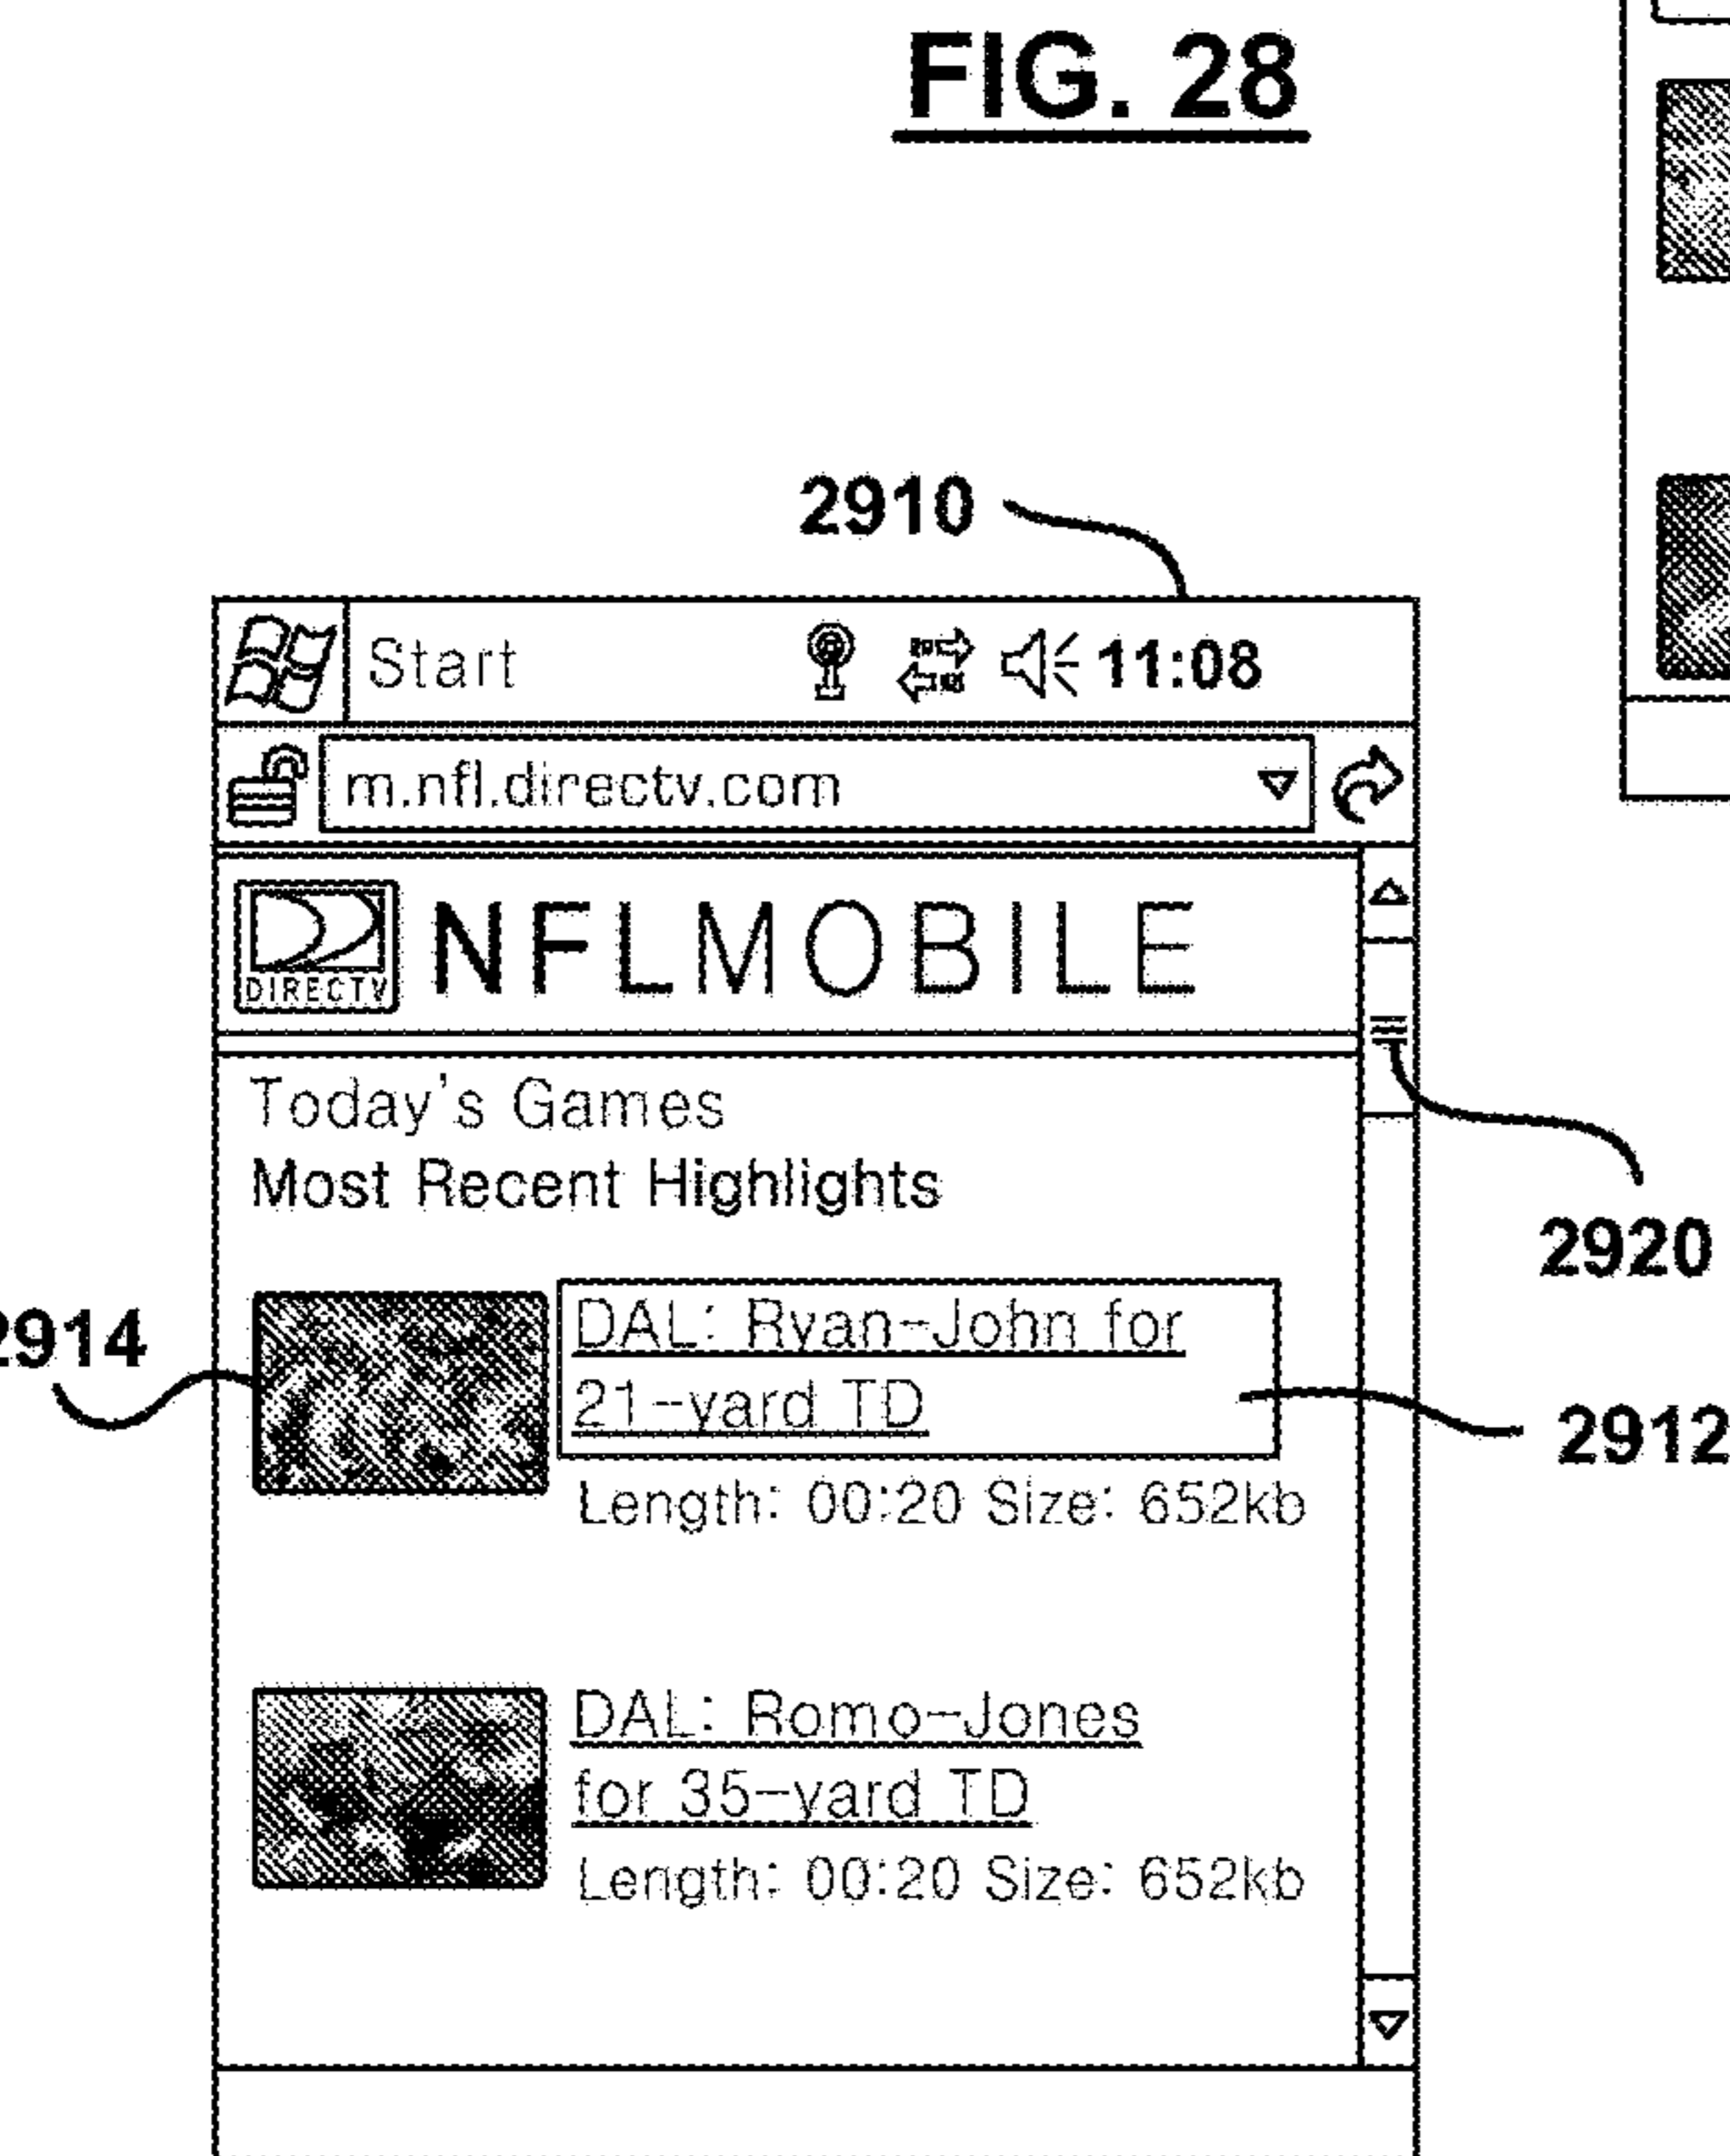 FIG. 28
2910
Start 11:08
m.nfl.directv.com
DIRECTV
NFLMOBILE
Today's Games
Most Recent Highlights
2920
2914
DAL: Ryan-John for
21-yard TD
2912
Length: 00:20 Size: 652kb
DAL: Romo-Jones
for 35-yard TD
Length: 00:20 Size: 652kb